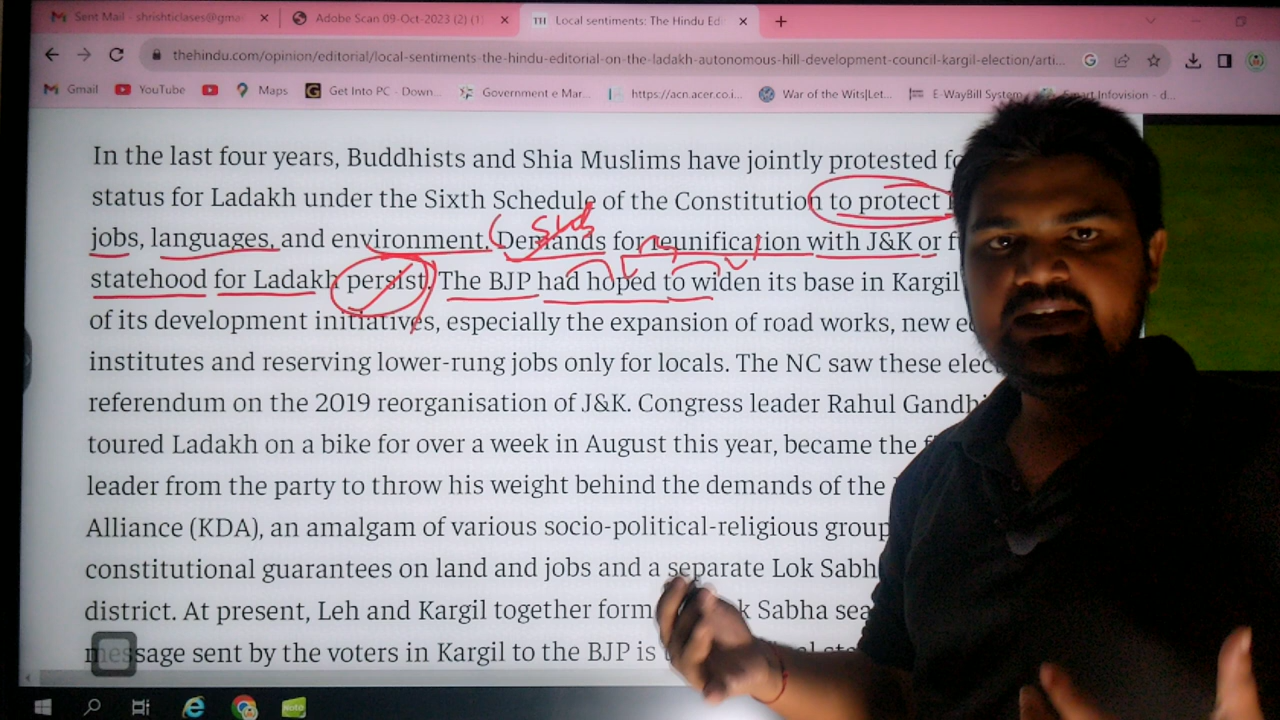 Sent Mail - shrishticlases@gma
Adobe Scan 09-Oct-2023 (2) (1)
TH Local sentiments: The Hindu Edi
thehindu.com/opinion/editorial/local-sentiments-the-hindu-editorial-on-the-ladakh-autonomous-hill-development-council-kargil-election/arti...
Gmail YouTube Maps Get Into PC - Down... Government e Mar... https://acn.acer.co.i... War of the Wits|Let... E-WayBill System Smart Infovision - d...
In the last four years, Buddhists and Shia Muslims have jointly protested
status for Ladakh under the Sixth Schedule of the Constitution to protect
jobs, languages, and environment. Demands for reunification with J&K or
statehood for Ladakh persist. The BJP had hoped to widen its base in Kargil
of its development initiatives, especially the expansion of road works, new
institutes and reserving lower-rung jobs only for locals. The NC saw these
referendum on the 2019 reorganisation of J&K. Congress leader Rahul Gandhi
toured Ladakh on a bike for over a week in August this year, became the
leader from the party to throw his weight behind the demands of the
Alliance (KDA), an amalgam of various socio-political-religious group
constitutional guarantees on land and jobs and a separate Lok Sabh
district. At present, Leh and Kargil together form Sabha sea
message sent by the voters in Kargil to the BJP is
Note